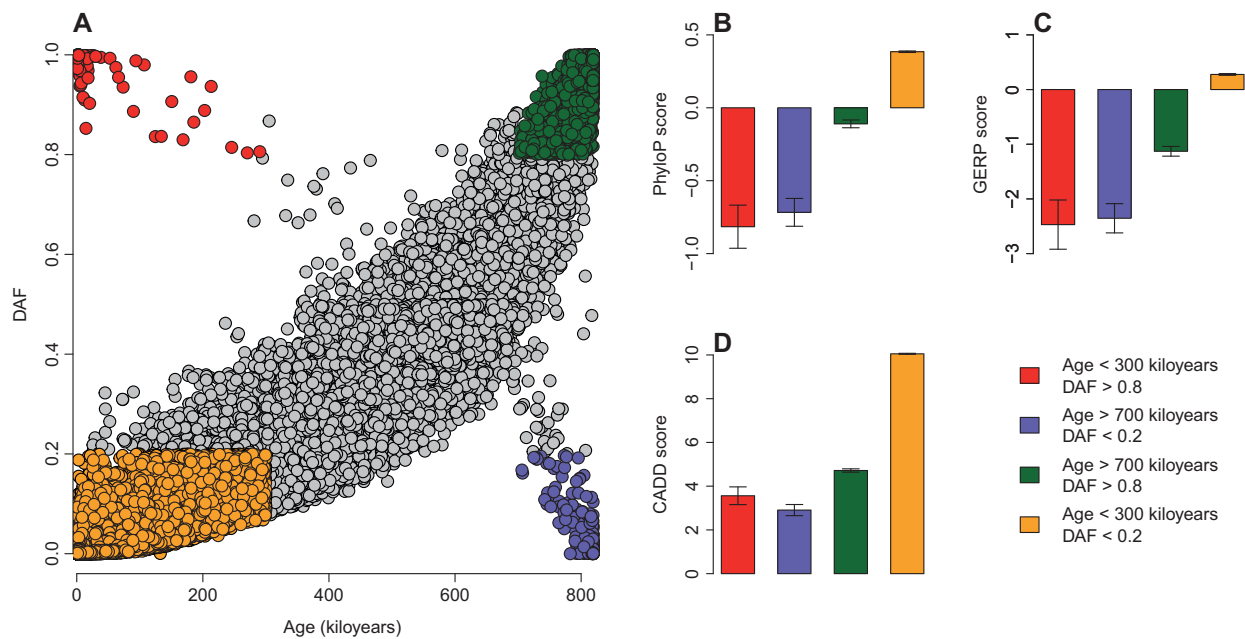 A
DAF
1.0
0.8
0.6
0.4
0.2
0.0
0
200
400
600
800
Age (kiloyears)
B
PhyloP score
0.5
0.0
−0.5
−1.0
C
GERP score
1
0
−1
−2
−3
D
CADD score
10
8
6
4
2
0
Age < 300 kiloyears
DAF > 0.8
Age > 700 kiloyears
DAF < 0.2
Age > 700 kiloyears
DAF > 0.8
Age < 300 kiloyears
DAF < 0.2